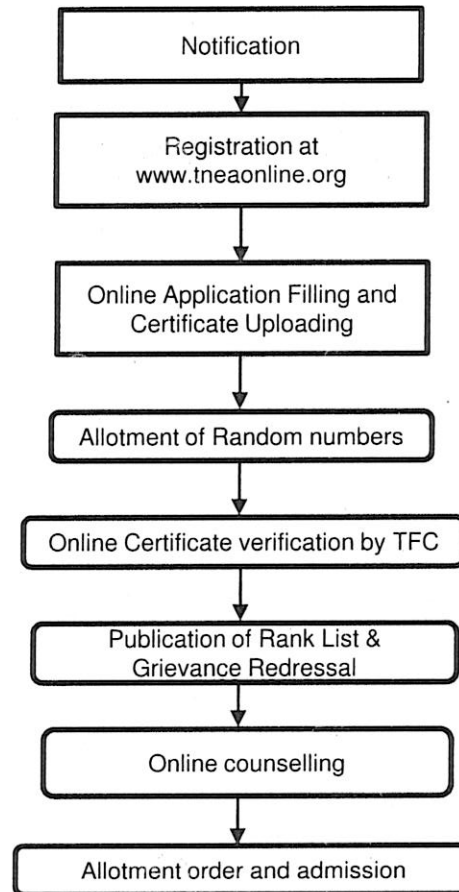 Notification
Registration at
www.tneaonline.org
Online Application Filling and
Certificate Uploading
Allotment of Random numbers
Online Certificate verification by TFC
Publication of Rank List &
Grievance Redressal
Online counselling
Allotment order and admission